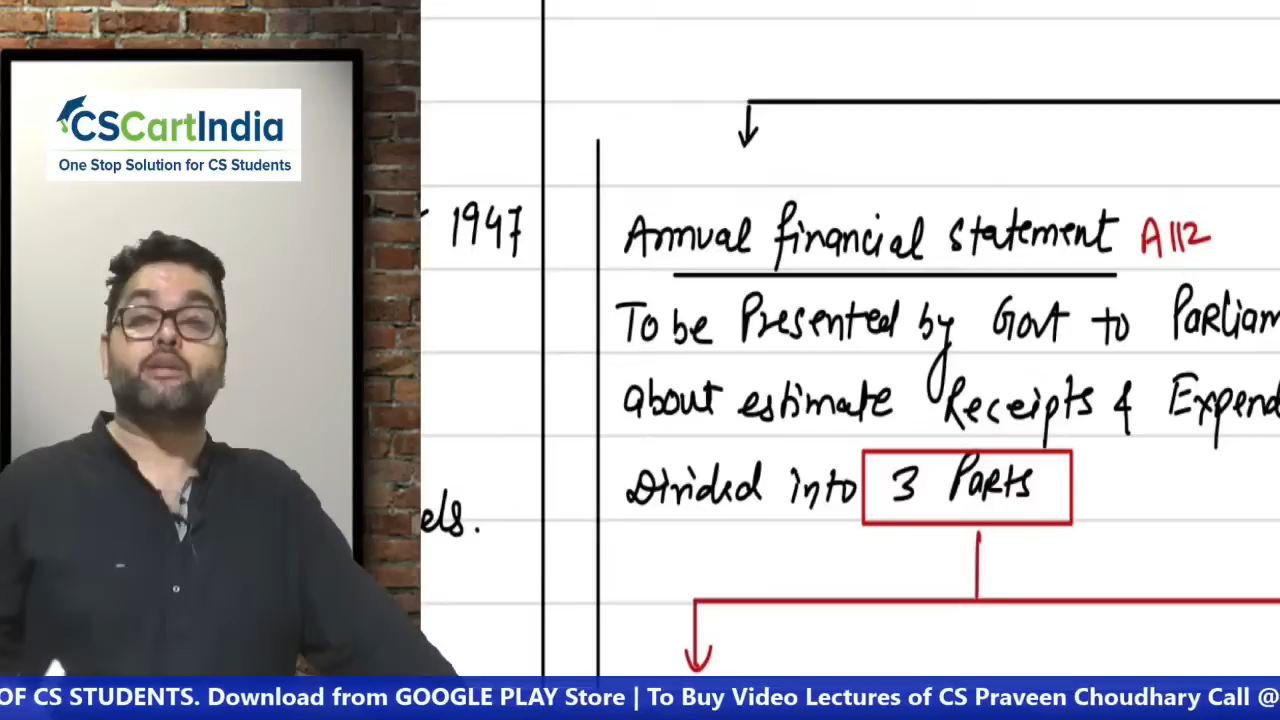 CSCartIndia
One Stop Solution for CS Students
1947
els.
Annual financial statement A112
To be Presented by Govt to Parliam
about estimate Receipts & Expend
Divided into 3 Parts
OF CS STUDENTS. Download from GOOGLE PLAY Store | To Buy Video Lectures of CS Praveen Choudhary Call @